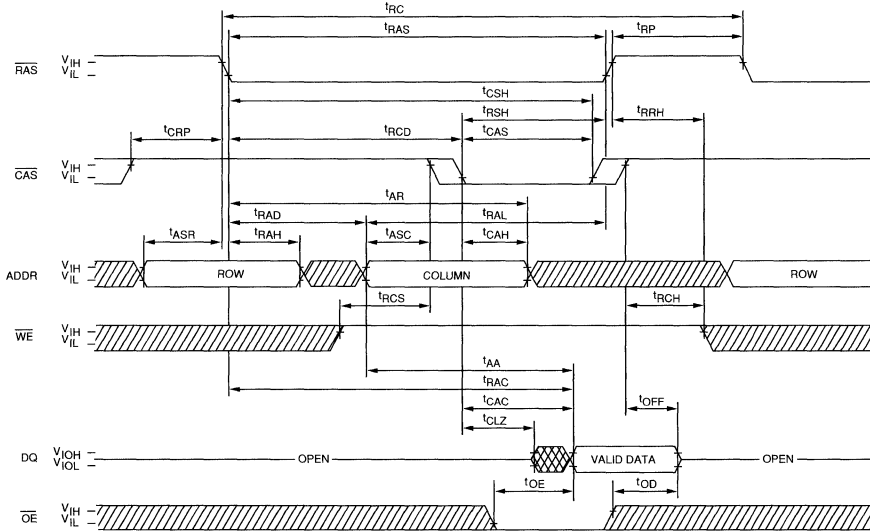 tRC
tRAS tRP
RAS VIH VIL
tCSH
tRSH tRRH
tCRP tRCD tCAS
CAS VIH VIL
tAR
tRAD tRAL
tASR tRAH tASC tCAH
ADDR VIH VIL ROW COLUMN ROW
tRCS tRCH
WE VIH VIL
tAA
tRAC
tCAC tOFF
tCLZ
DQ VIOH VIOL OPEN VALID DATA OPEN
tOE tOD
OE VIH VIL